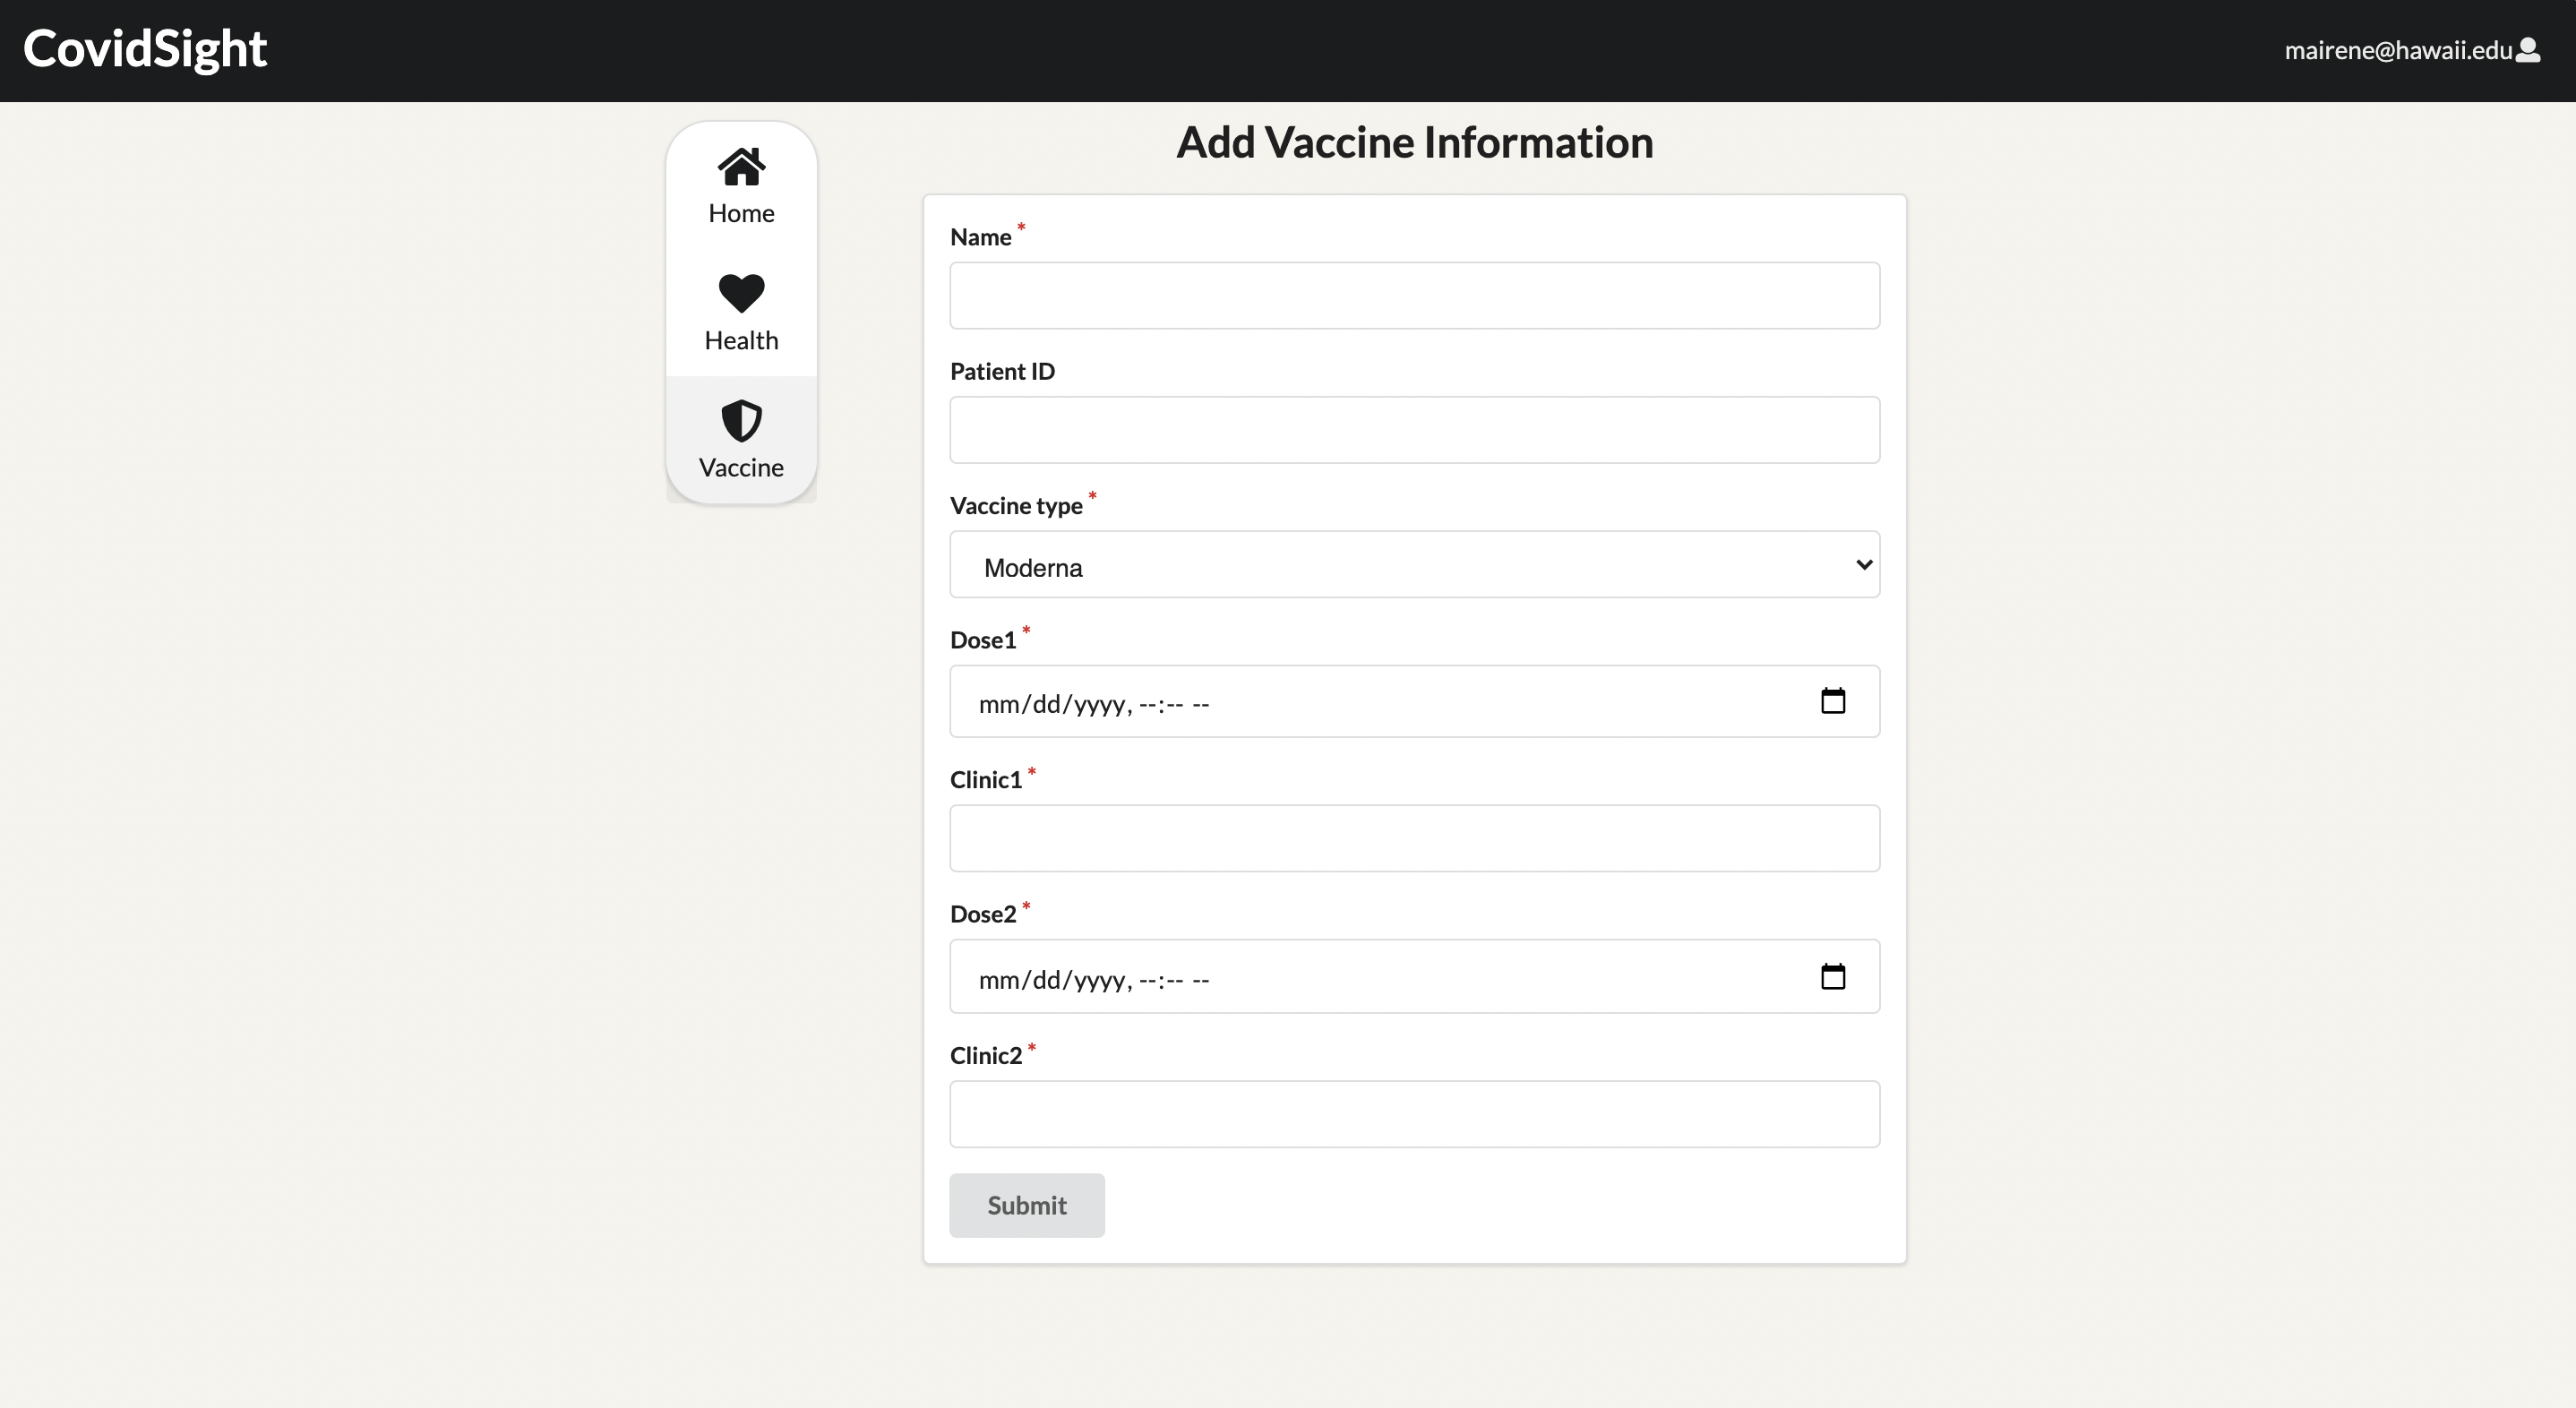 CovidSight
mairene@hawaii.edu
Home
Health
Vaccine
Add Vaccine Information
Name *
Patient ID
Vaccine type *
Moderna
Dose1 *
mm/dd/yyyy, --:-- --
Clinic1 *
Dose2 *
mm/dd/yyyy, --:-- --
Clinic2 *
Submit